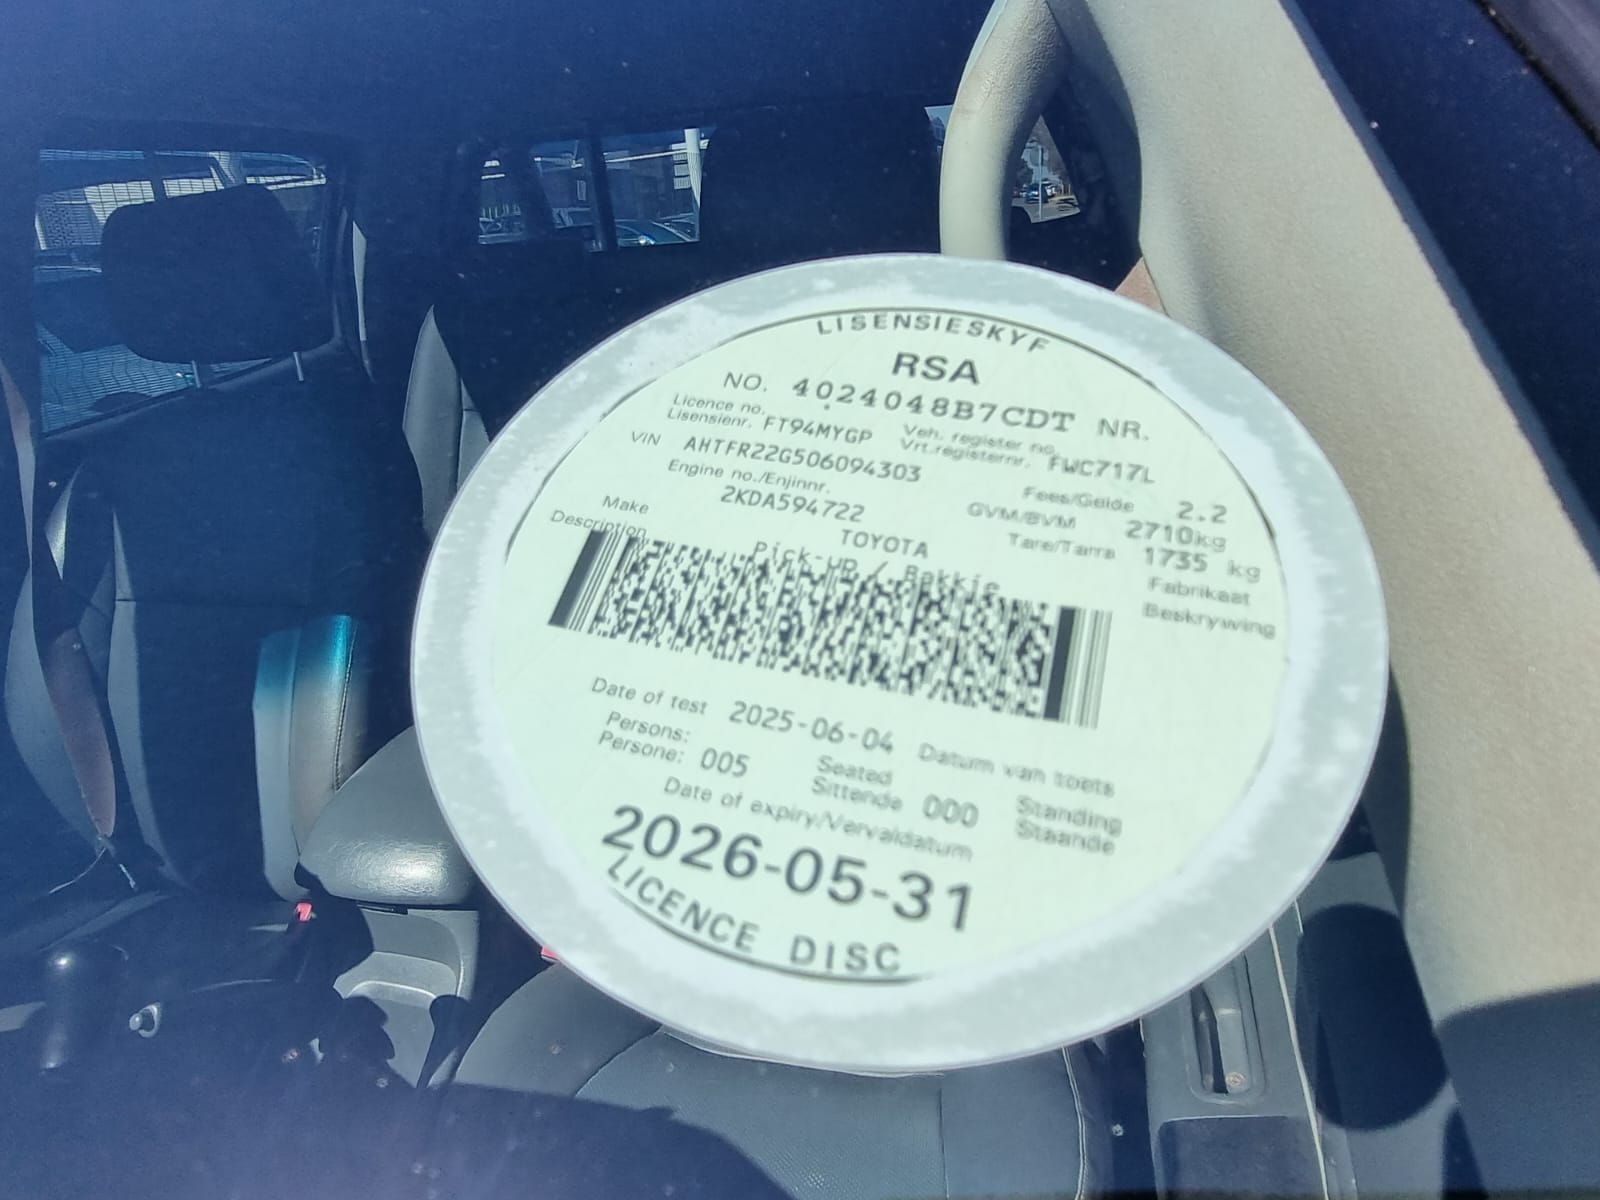 LISENSIESKYF
RSA
NO. 4024048B7CDT NR.
Licence no. Veh. register no.
Lisensienr. FT94MYGP Vrt.registernr. FWC717L
VIN AHTFR22G506094303 Fees/Gelde 2.2
Engine no./Enjinnr. GVM/BVM 2710kg
2KDA594722 Tare/Tarra 1735 kg
Make TOYOTA Fabrikaat
Description Pick-up / Bakkie Beskrywing
Date of test 2025-06-04 Datum van toets
Persons: Seated Standing
Persone: 005 Sittende 000 Staande
Date of expiry/Vervaldatum
2026-05-31
LICENCE DISC